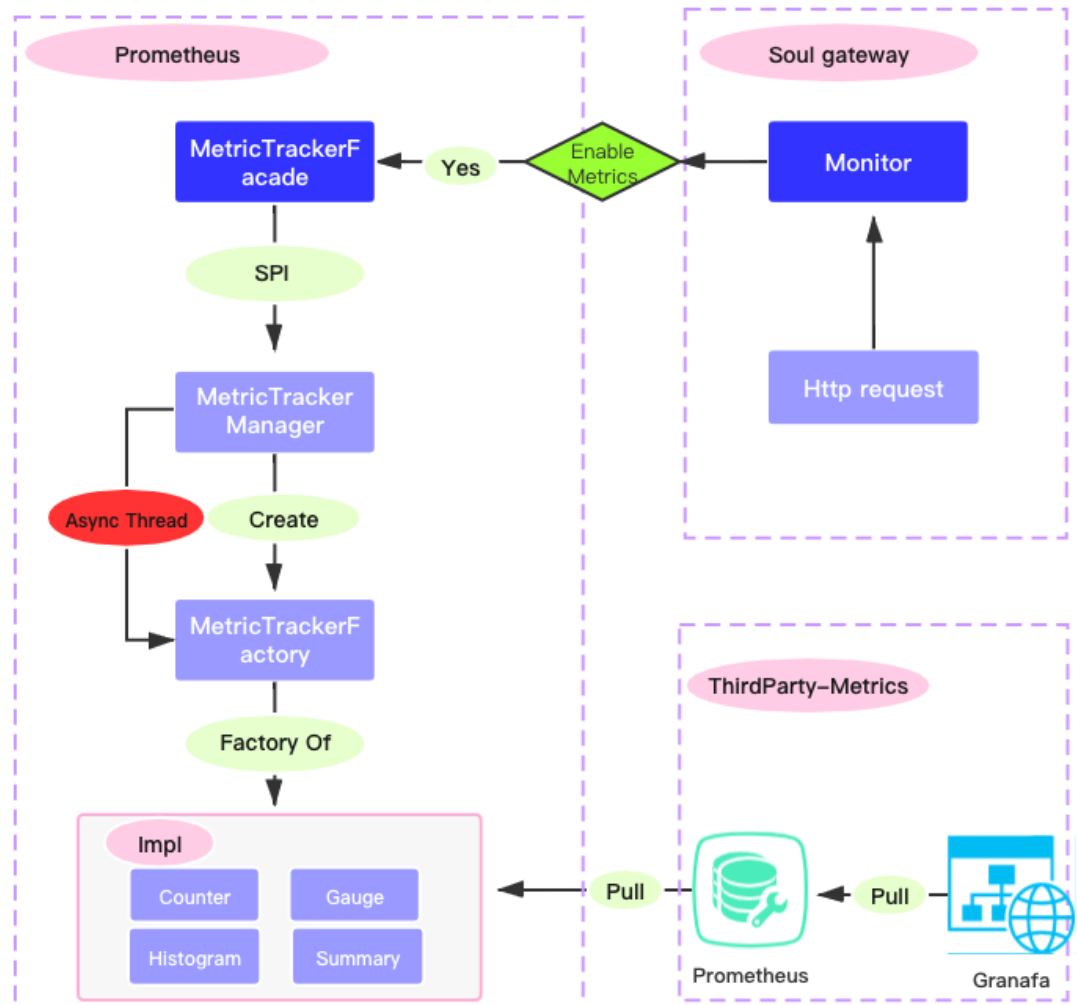 Prometheus
Soul gateway
MetricTrackerF
acade
Yes
Enable
Metrics
Monitor
SPI
MetricTracker
Manager
Http request
Async Thread
Create
MetricTrackerF
actory
ThirdParty–Metrics
Factory Of
Impl
Counter
Gauge
Histogram
Summary
Pull
Pull
Prometheus
Granafa